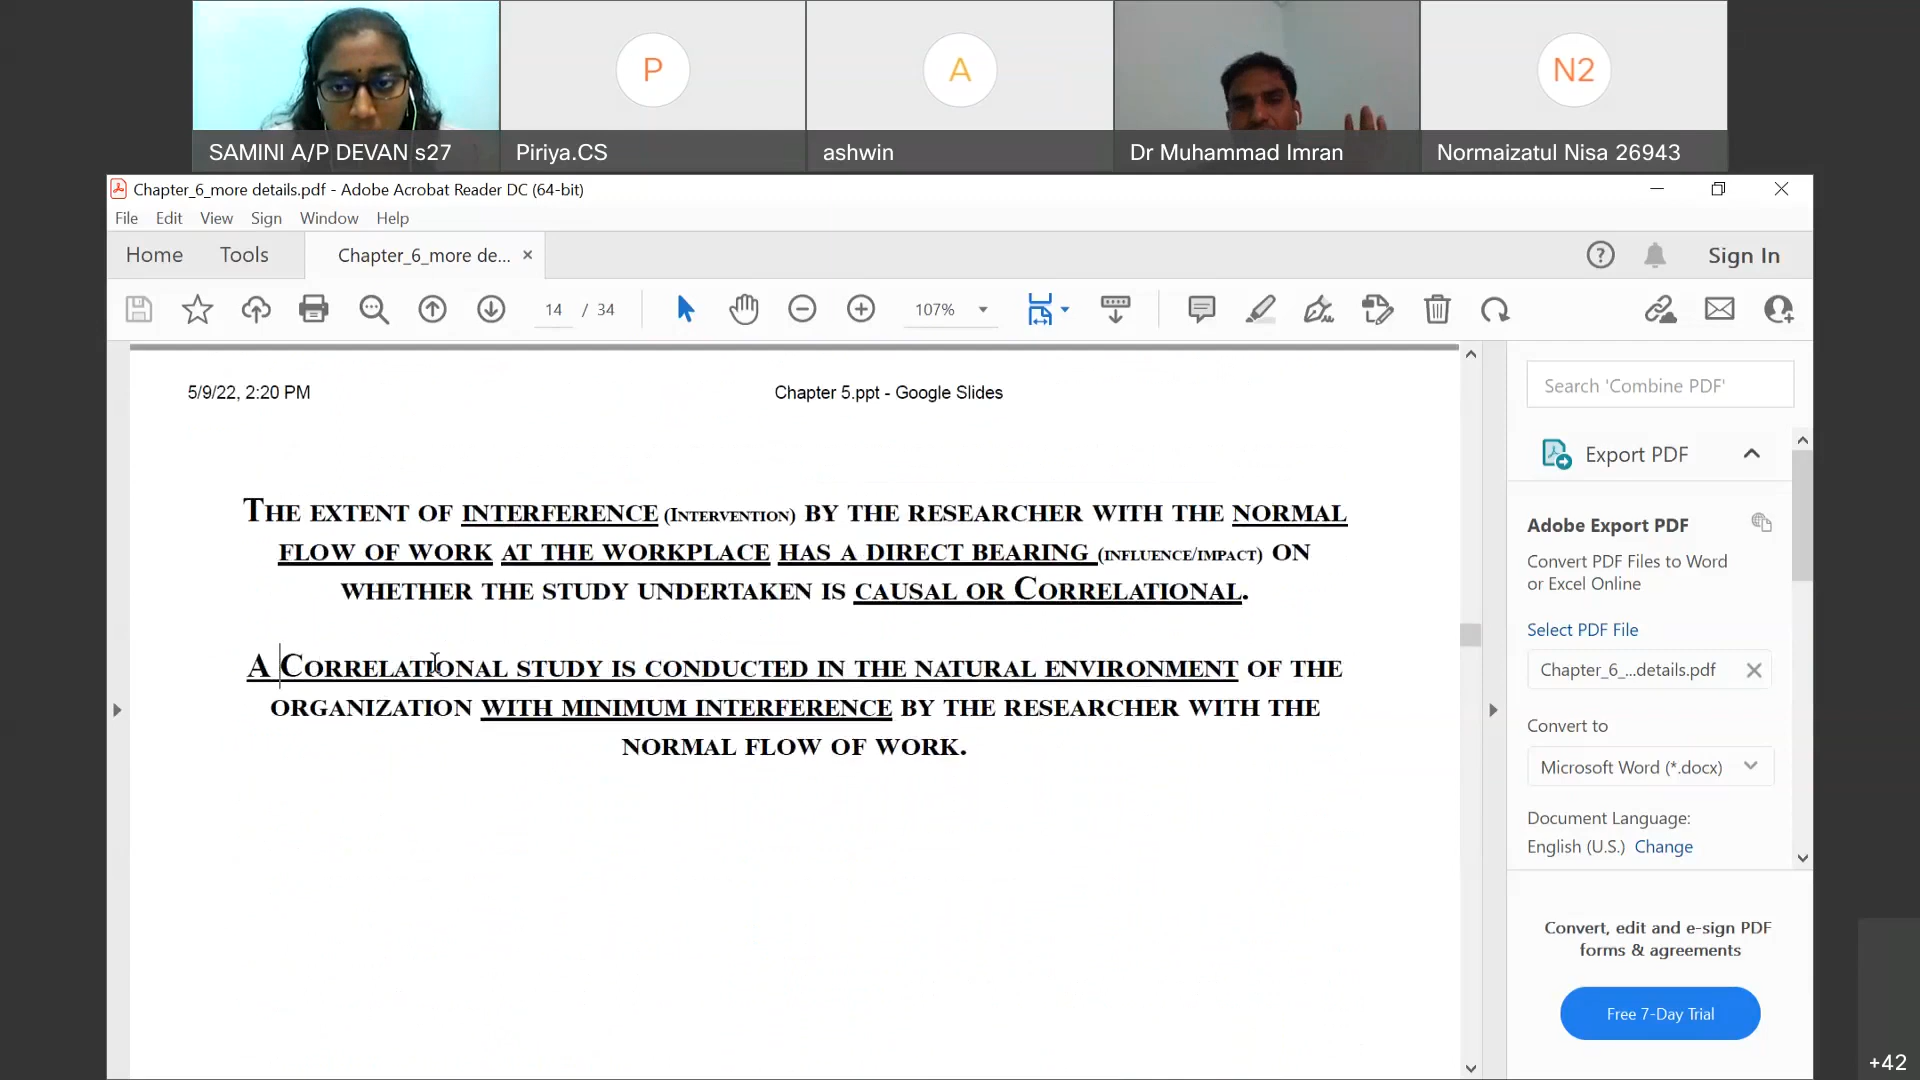 P
A
N2
SAMINI A/P DEVAN s27
Piriya.CS
ashwin
Dr Muhammad Imran
Normaizatul Nisa 26943
Chapter_6_more details.pdf - Adobe Acrobat Reader DC (64-bit)
File Edit View Sign Window Help
Home Tools Chapter_6_more de... ×
? Sign In
14 / 34
107%
5/9/22, 2:20 PM
Chapter 5.ppt - Google Slides
THE EXTENT OF INTERFERENCE (INTERVENTION) BY THE RESEARCHER WITH THE NORMAL
FLOW OF WORK AT THE WORKPLACE HAS A DIRECT BEARING (INFLUENCE/IMPACT) ON
WHETHER THE STUDY UNDERTAKEN IS CAUSAL OR CORRELATIONAL.
A CORRELATIONAL STUDY IS CONDUCTED IN THE NATURAL ENVIRONMENT OF THE
ORGANIZATION WITH MINIMUM INTERFERENCE BY THE RESEARCHER WITH THE
NORMAL FLOW OF WORK.
Search 'Combine PDF'
Export PDF
Adobe Export PDF
Convert PDF Files to Word
or Excel Online
Select PDF File
Chapter_6_...details.pdf
Convert to
Microsoft Word (*.docx)
Document Language:
English (U.S.) Change
Convert, edit and e-sign PDF
forms & agreements
Free 7-Day Trial
+42